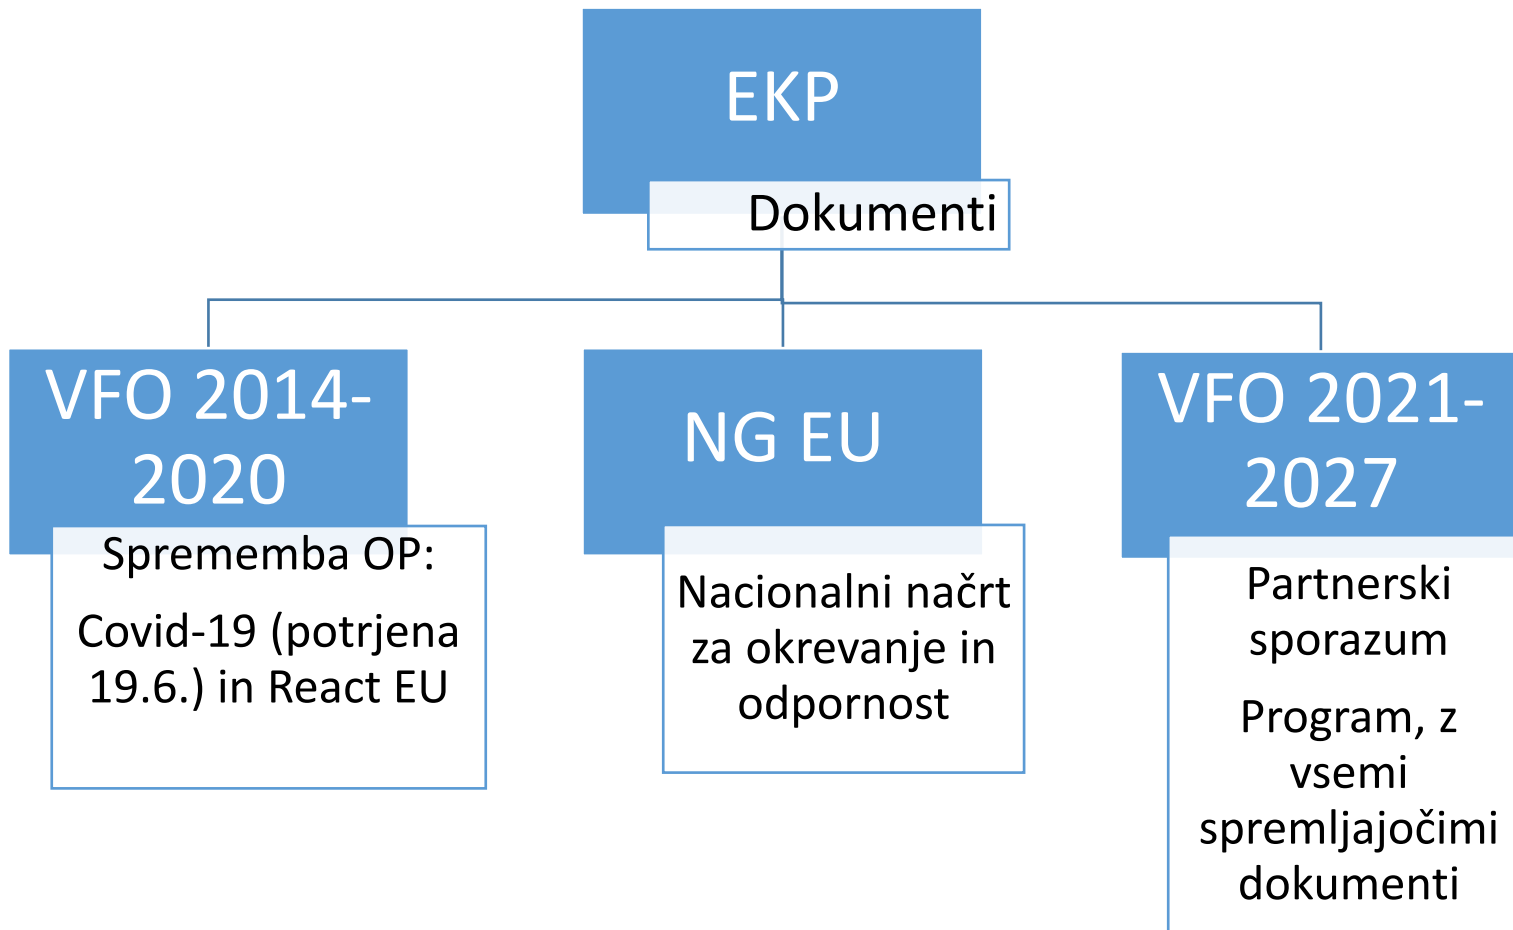 EKP
Dokumenti
VFO 2014-
2020
Sprememba OP:
Covid-19 (potrjena
19.6.) in React EU
NG EU
Nacionalni načrt
za okrevanje in
odpornost
VFO 2021-
2027
Partnerski
sporazum
Program, z
vsemi
spremljajočimi
dokumenti